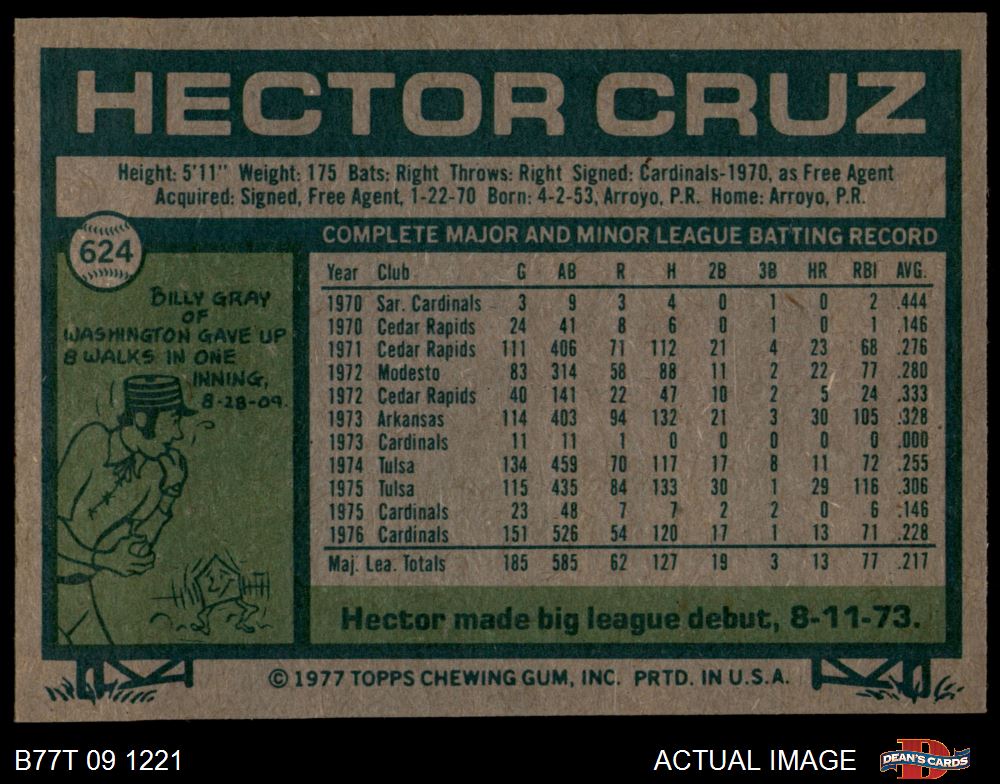 HECTOR CRUZ
Height: 5'11" Weight: 175 Bats: Right Throws: Right Signed: Cardinals-1970, as Free Agent
Acquired: Signed, Free Agent, 1-22-70 Born: 4-2-53, Arroyo, P.R. Home: Arroyo, P.R.
624
BILLY GRAY
OF
WASHINGTON GAVE UP
8 WALKS IN ONE
INNING,
8-28-09.
COMPLETE MAJOR AND MINOR LEAGUE BATTING RECORD
Year Club G AB R H 2B 3B HR RBI AVG.
1970 Sar. Cardinals 3 9 3 4 0 1 0 2 .444
1970 Cedar Rapids 24 41 8 6 0 1 0 1 .146
1971 Cedar Rapids 111 406 71 112 21 4 23 68 .276
1972 Modesto 83 314 58 88 11 2 22 77 .280
1972 Cedar Rapids 40 141 22 47 10 2 5 24 .333
1973 Arkansas 114 403 94 132 21 3 30 105 .328
1973 Cardinals 11 11 1 0 0 0 0 0 .000
1974 Tulsa 134 459 70 117 17 8 11 72 .255
1975 Tulsa 115 435 84 133 30 1 29 116 .306
1975 Cardinals 23 48 7 7 2 2 0 6 .146
1976 Cardinals 151 526 54 120 17 1 13 71 .228
Maj. Lea. Totals 185 585 62 127 19 3 13 77 .217
Hector made big league debut, 8-11-73.
© 1977 TOPPS CHEWING GUM, INC. PRTD. IN U.S.A.
B77T 09 1221
ACTUAL IMAGE
DEAN'S CARDS